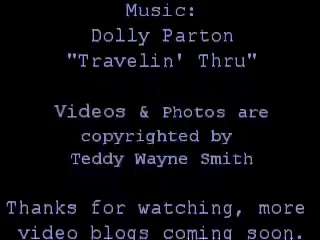 Music:
Dolly Parton
"Travelin' Thru"
Videos & Photos are
copyrighted by
Teddy Wayne Smith
Thanks for watching, more
video blogs coming soon.